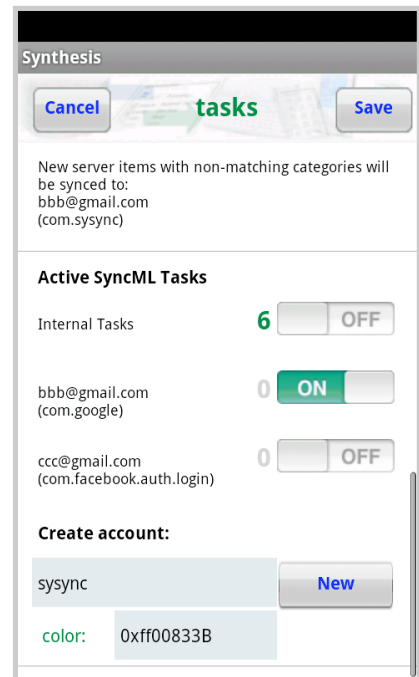 Synthesis
Cancel tasks Save
New server items with non-matching categories will
be synced to:
bbb@gmail.com
(com.sysync)
Active SyncML Tasks
Internal Tasks 6 OFF
bbb@gmail.com 0 ON
(com.google)
ccc@gmail.com 0 OFF
(com.facebook.auth.login)
Create account:
sysync New
color: 0xff00833B